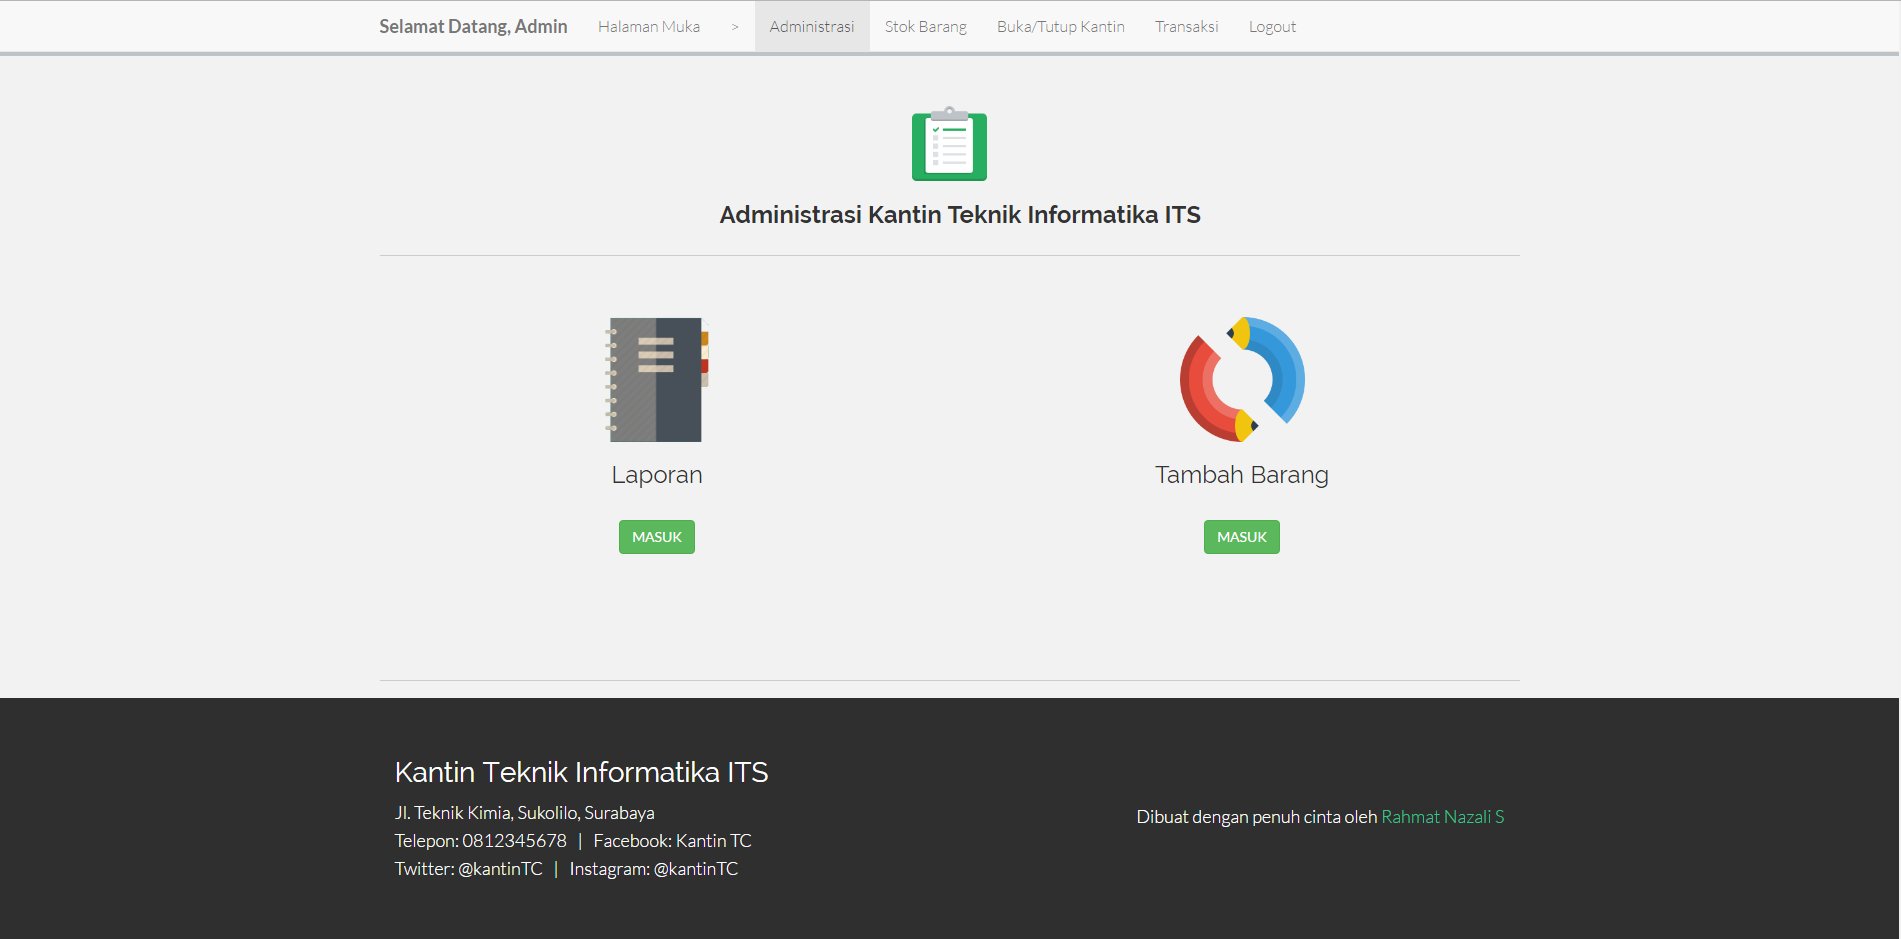 Selamat Datang, Admin Halaman Muka > Administrasi Stok Barang Buka/Tutup Kantin Transaksi Logout
Administrasi Kantin Teknik Informatika ITS
Laporan
MASUK
Tambah Barang
MASUK
Kantin Teknik Informatika ITS
Jl. Teknik Kimia, Sukolilo, Surabaya
Telepon: 0812345678 | Facebook: Kantin TC
Twitter: @kantinTC | Instagram: @kantinTC
Dibuat dengan penuh cinta oleh Rahmat Nazali S